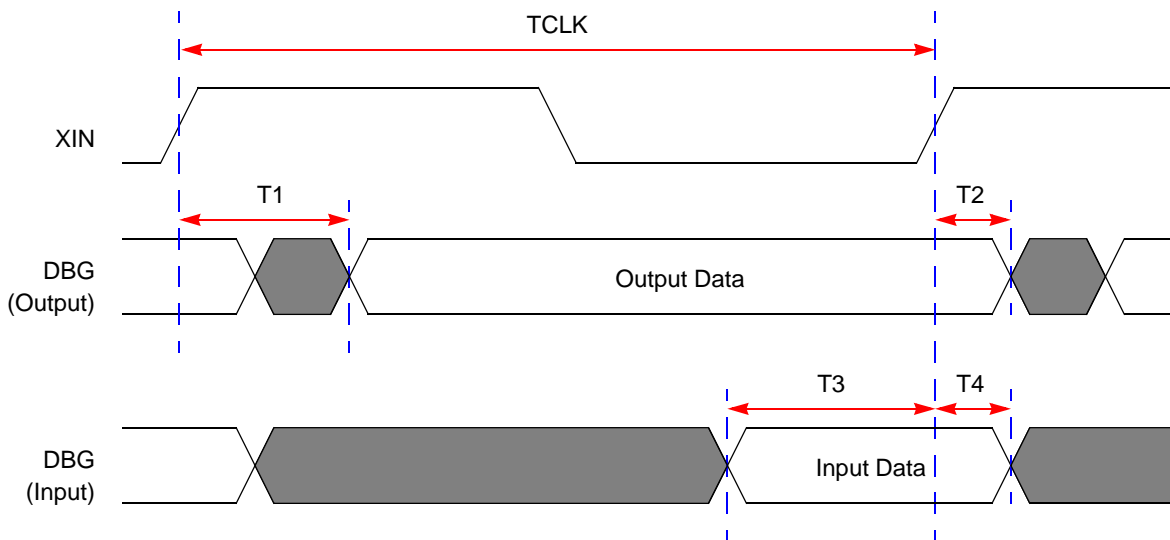 TCLK
XIN
T1
T2
DBG
(Output)
Output Data
T3
T4
DBG
(Input)
Input Data